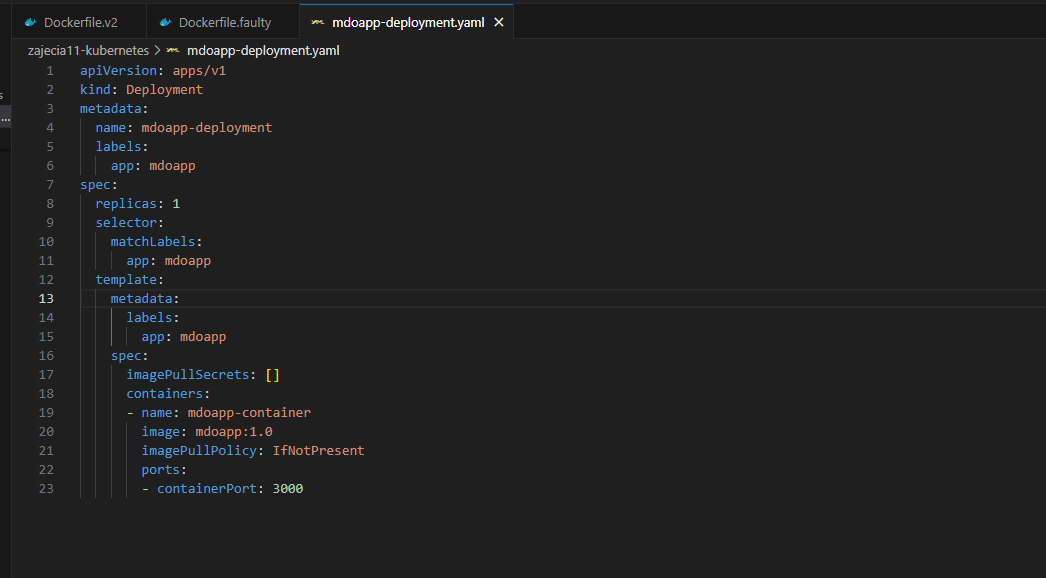 Dockerfile.v2 Dockerfile.faulty mdoapp-deployment.yaml
zajecia11-kubernetes > mdoapp-deployment.yaml
1 apiVersion: apps/v1
2 kind: Deployment
3 metadata:
4   name: mdoapp-deployment
5   labels:
6     app: mdoapp
7 spec:
8   replicas: 1
9   selector:
10     matchLabels:
11       app: mdoapp
12   template:
13     metadata:
14       labels:
15         app: mdoapp
16     spec:
17       imagePullSecrets: []
18       containers:
19       - name: mdoapp-container
20         image: mdoapp:1.0
21         imagePullPolicy: IfNotPresent
22         ports:
23         - containerPort: 3000